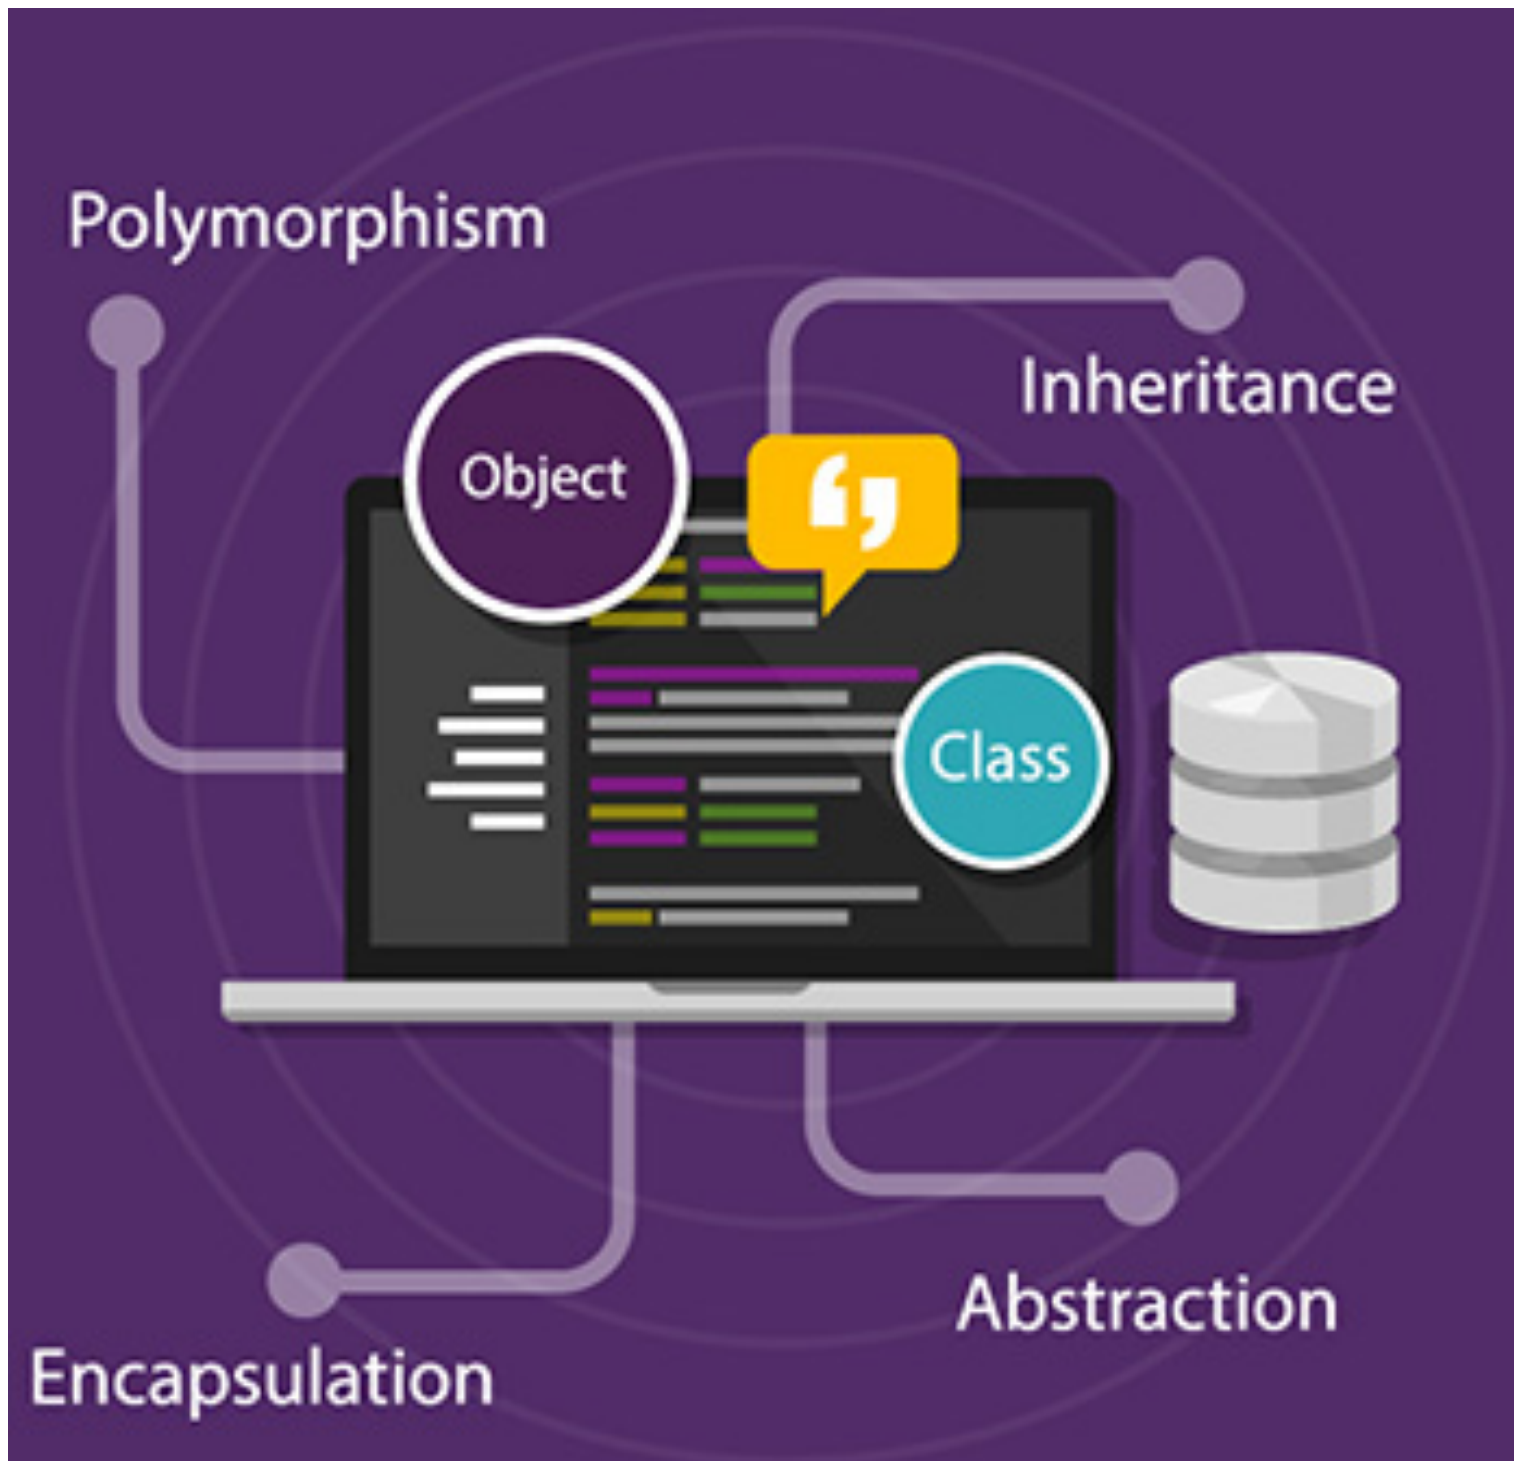 Polymorphism
Inheritance
Object
Class
Abstraction
Encapsulation